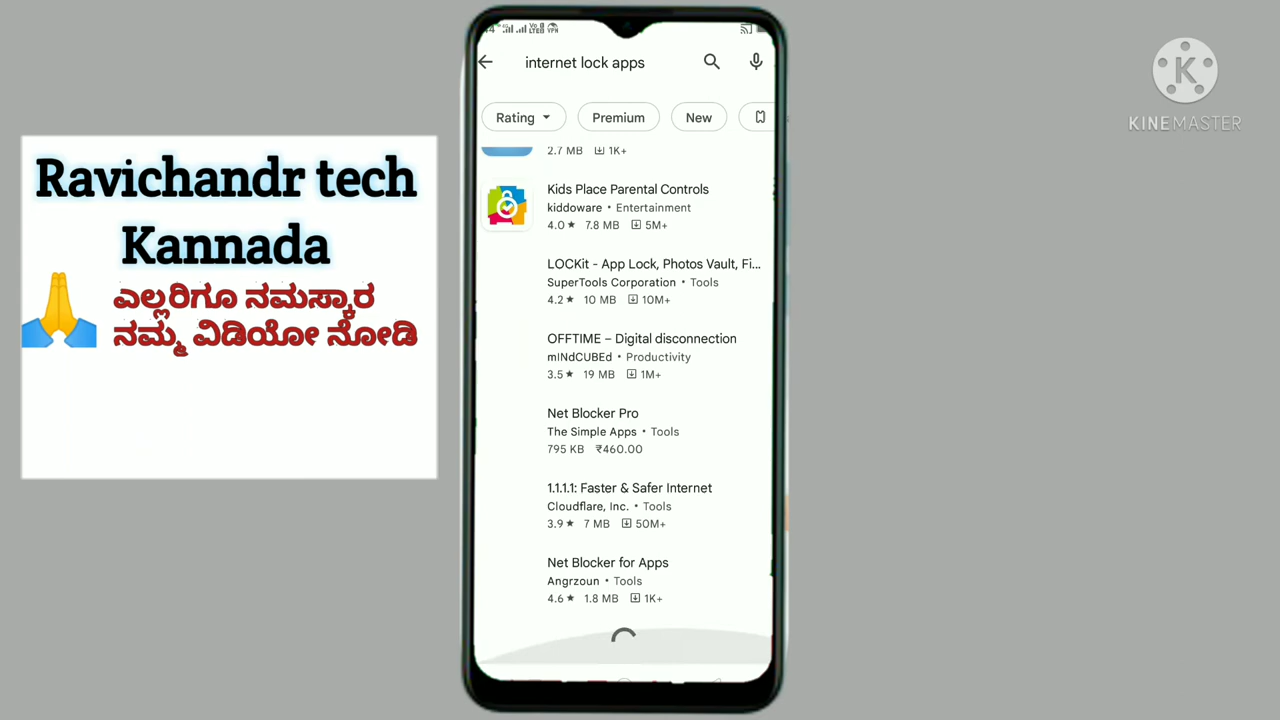 Ravichandr tech
Kannada
ಎಲ್ಲರಿಗೂ ನಮಸ್ಕಾರ
ನಮ್ಮ ವಿಡಿಯೋ ನೋಡಿ
internet lock apps
Rating
Premium
New
2.7 MB 1K+
Kids Place Parental Controls
kiddoware • Entertainment
4.0★ 7.8 MB 5M+
LOCKit - App Lock, Photos Vault, Fi...
SuperTools Corporation • Tools
4.2★ 10 MB 10M+
OFFTIME – Digital disconnection
mINdCUBEd • Productivity
3.5★ 19 MB 1M+
Net Blocker Pro
The Simple Apps • Tools
795 KB ₹460.00
1.1.1.1: Faster & Safer Internet
Cloudflare, Inc. • Tools
3.9★ 7 MB 50M+
Net Blocker for Apps
Angrzoun • Tools
4.6★ 1.8 MB 1K+
K
KINEMASTER